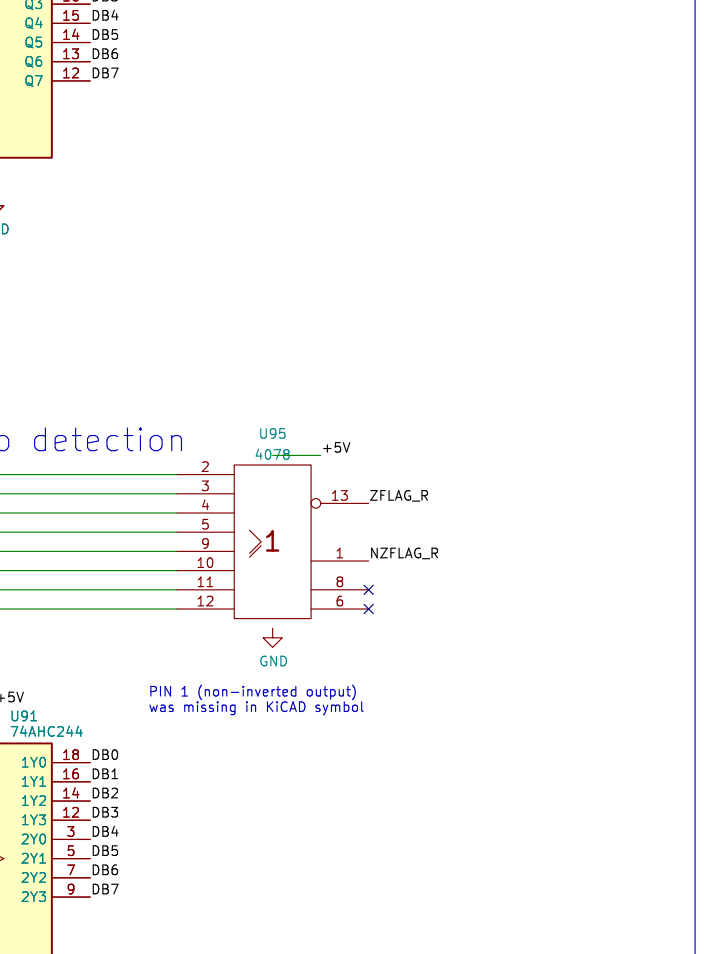 Q3
Q4 15 DB4
Q5 14 DB5
Q6 13 DB6
Q7 12 DB7
D
detection
U95
4078
+5V
2
3
4
5
9
10
11
12
≥1
13 ZFLAG_R
1 NZFLAG_R
8
6
GND
PIN 1 (non-inverted output)
was missing in KiCAD symbol
+5V
U91
74AHC244
1Y0 18 DB0
1Y1 16 DB1
1Y2 14 DB2
1Y3 12 DB3
2Y0 3 DB4
2Y1 5 DB5
2Y2 7 DB6
2Y3 9 DB7